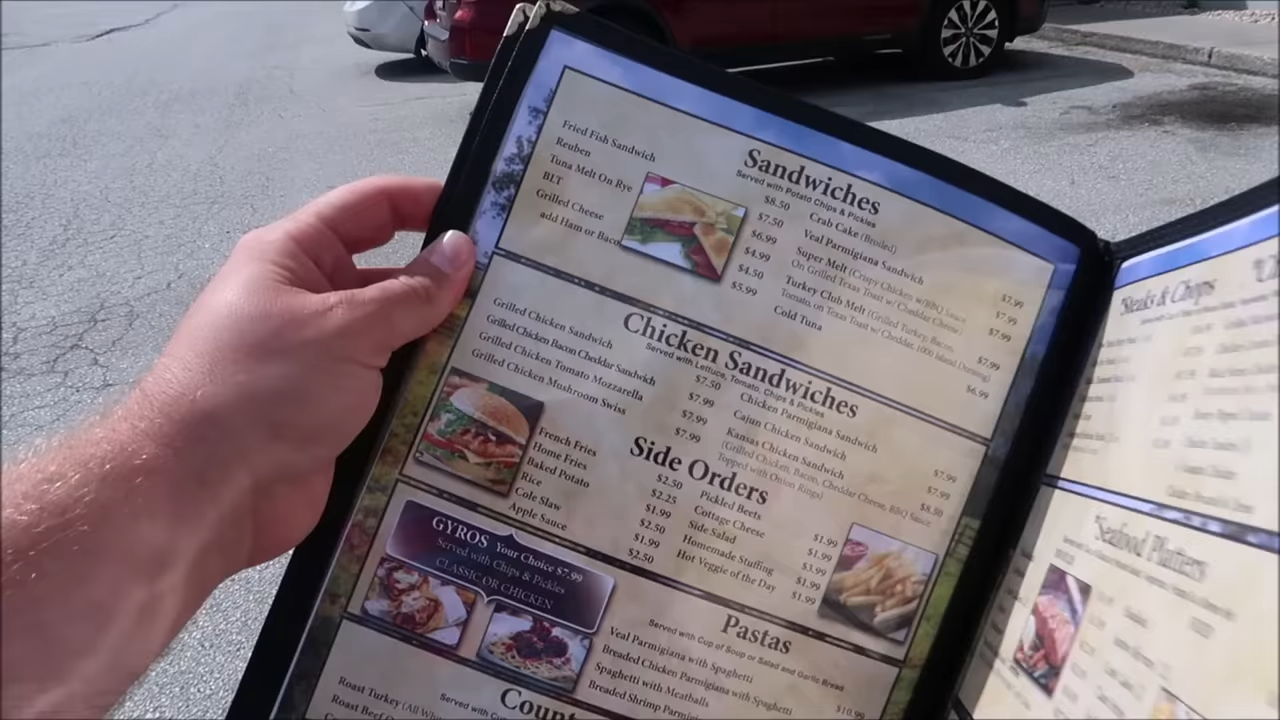 Sandwiches
Served with Potato Chips & Pickles
Fried Fish Sandwich $8.50
Reuben $7.50
Tuna Melt On Rye $6.99
BLT $4.99
Grilled Cheese $4.50
add Ham or Baco $5.99
Crab Cake (Broiled) $7.99
Veal Parmigiana Sandwich $7.99
Super Melt (Crispy Chicken w/BBQ Sauce
On Grilled Texas Toast w/ Cheddar Cheese) $7.99
Turkey Club Melt (Grilled Turkey, Bacon,
Tomato, on Texas Toast w/ Cheddar, 1000 Island Dressing) $7.99
Cold Tuna $6.99
Chicken Sandwiches
Served with Lettuce, Tomato, Chips & Pickles
Grilled Chicken Sandwich $7.50
Grilled Chicken Bacon Cheddar Sandwich $7.99
Grilled Chicken Tomato Mozzarella $7.99
Grilled Chicken Mushroom Swiss $7.99
Chicken Parmigiana Sandwich $7.99
Cajun Chicken Sandwich $7.99
Kansas Chicken Sandwich $8.50
(Grilled Chicken, Bacon, Cheddar Cheese, BBQ Sauce
Topped with Onion Rings)
Side Orders
French Fries $2.50
Home Fries $2.25
Baked Potato $1.99
Rice $2.50
Cole Slaw $1.99
Apple Sauce $2.50
Pickled Beets $1.99
Cottage Cheese $1.99
Side Salad $3.99
Homemade Stuffing $1.99
Hot Veggie of the Day $1.99
GYROS Your Choice $7.99
Served with Chips & Pickles
CLASSIC OR CHICKEN
Pastas
Served with Cup of Soup or Salad and Garlic Bread
Veal Parmigiana with Spaghetti $10.99
Breaded Chicken Parmigiana with Spaghetti
Spaghetti with Meatballs
Breaded Shrimp Parmigi
Count
Served with Cup
Roast Turkey (All Whi
Roast Beef
Steaks & Chops
Seafood Platters